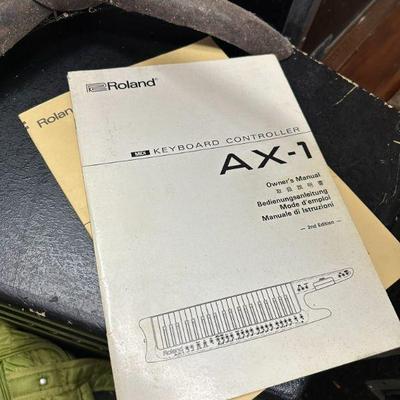 Roland
MIDI KEYBOARD CONTROLLER
AX-1
Owner's Manual
取扱説明書
Bedienungsanleitung
Mode d'emploi
Manuale di Istruzioni
— 2nd Edition —
Roland
Roland